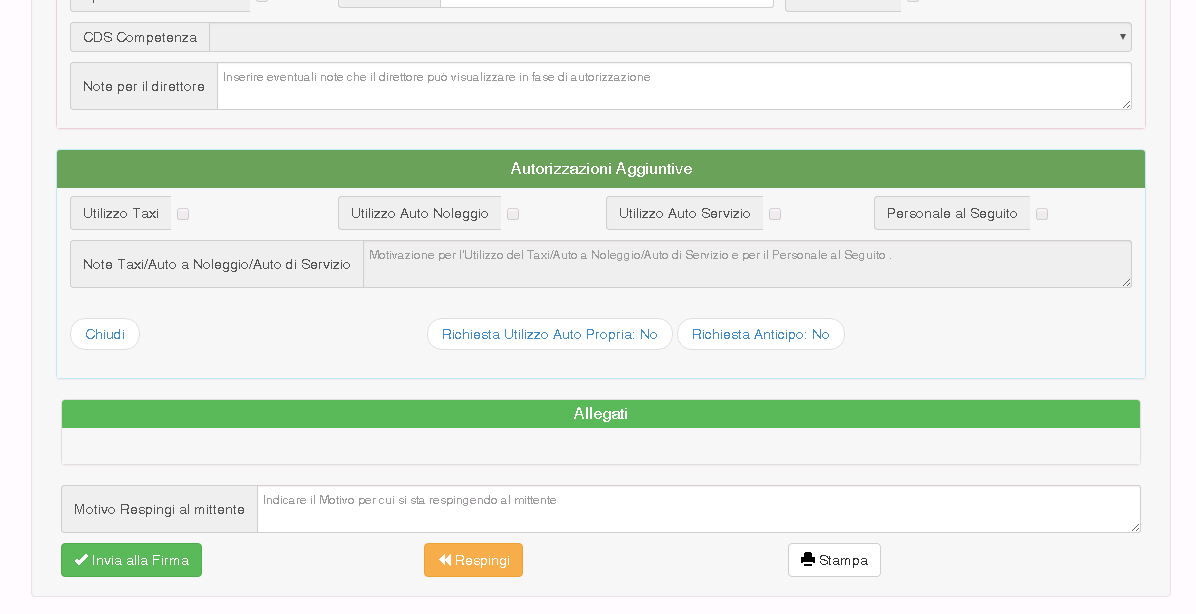 CDS Competenza
Note per il direttore
Inserire eventuali note che il direttore può visualizzare in fase di autorizzazione
Autorizzazioni Aggiuntive
Utilizzo Taxi
Utilizzo Auto Noleggio
Utilizzo Auto Servizio
Personale al Seguito
Note Taxi/Auto a Noleggio/Auto di Servizio
Motivazione per l'Utilizzo del Taxi/Auto a Noleggio/Auto di Servizio e per il Personale al Seguito .
Chiudi
Richiesta Utilizzo Auto Propria: No
Richiesta Anticipo: No
Allegati
Motivo Respingi al mittente
Indicare il Motivo per cui si sta respingendo al mittente
Invia alla Firma
Respingi
Stampa